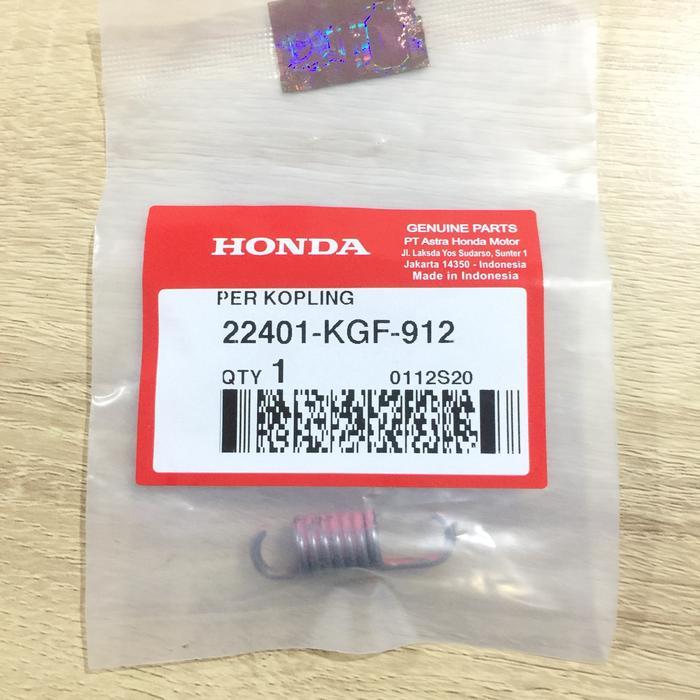 HONDA
GENUINE PARTS
PT Astra Honda Motor
Jl. Laksda Yos Sudarso, Sunter 1
Jakarta 14350 - Indonesia
Made in Indonesia
PER KOPLING
22401-KGF-912
QTY 1 0112S20